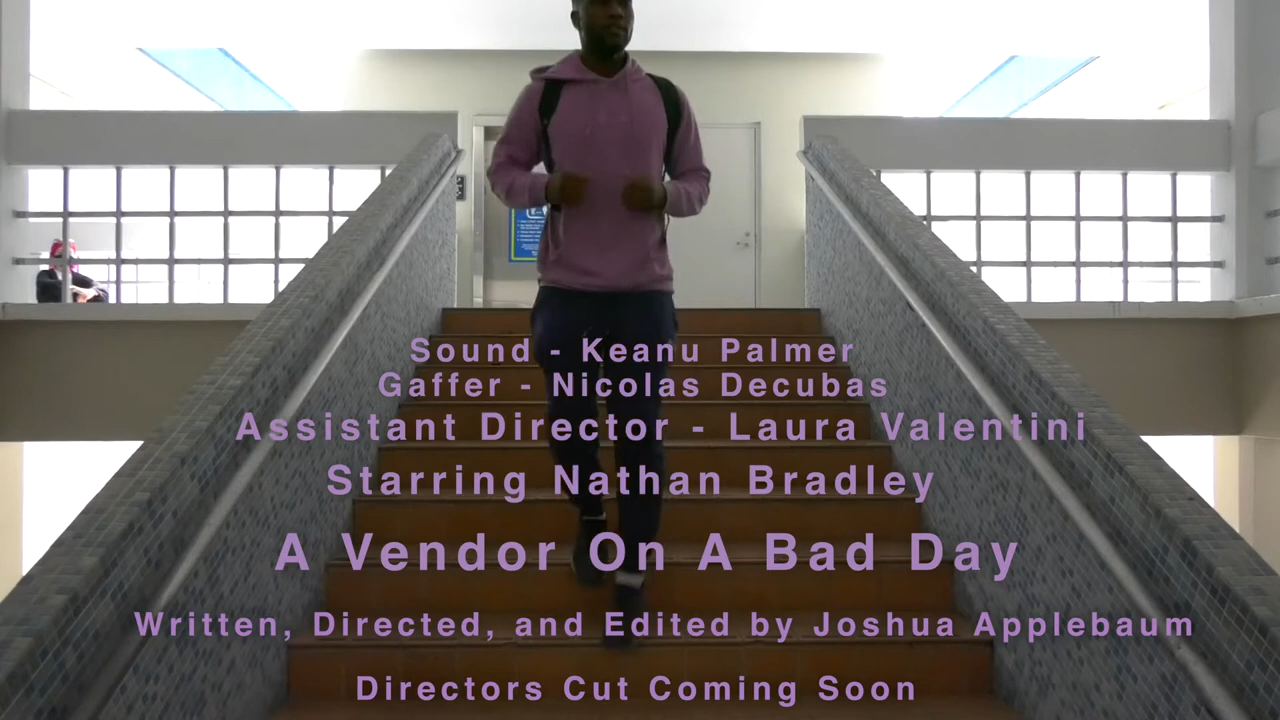 Sound - Keanu Palmer
Gaffer - Nicolas Decubas
Assistant Director - Laura Valentini
Starring Nathan Bradley
A Vendor On A Bad Day
Written, Directed, and Edited by Joshua Applebaum
Directors Cut Coming Soon